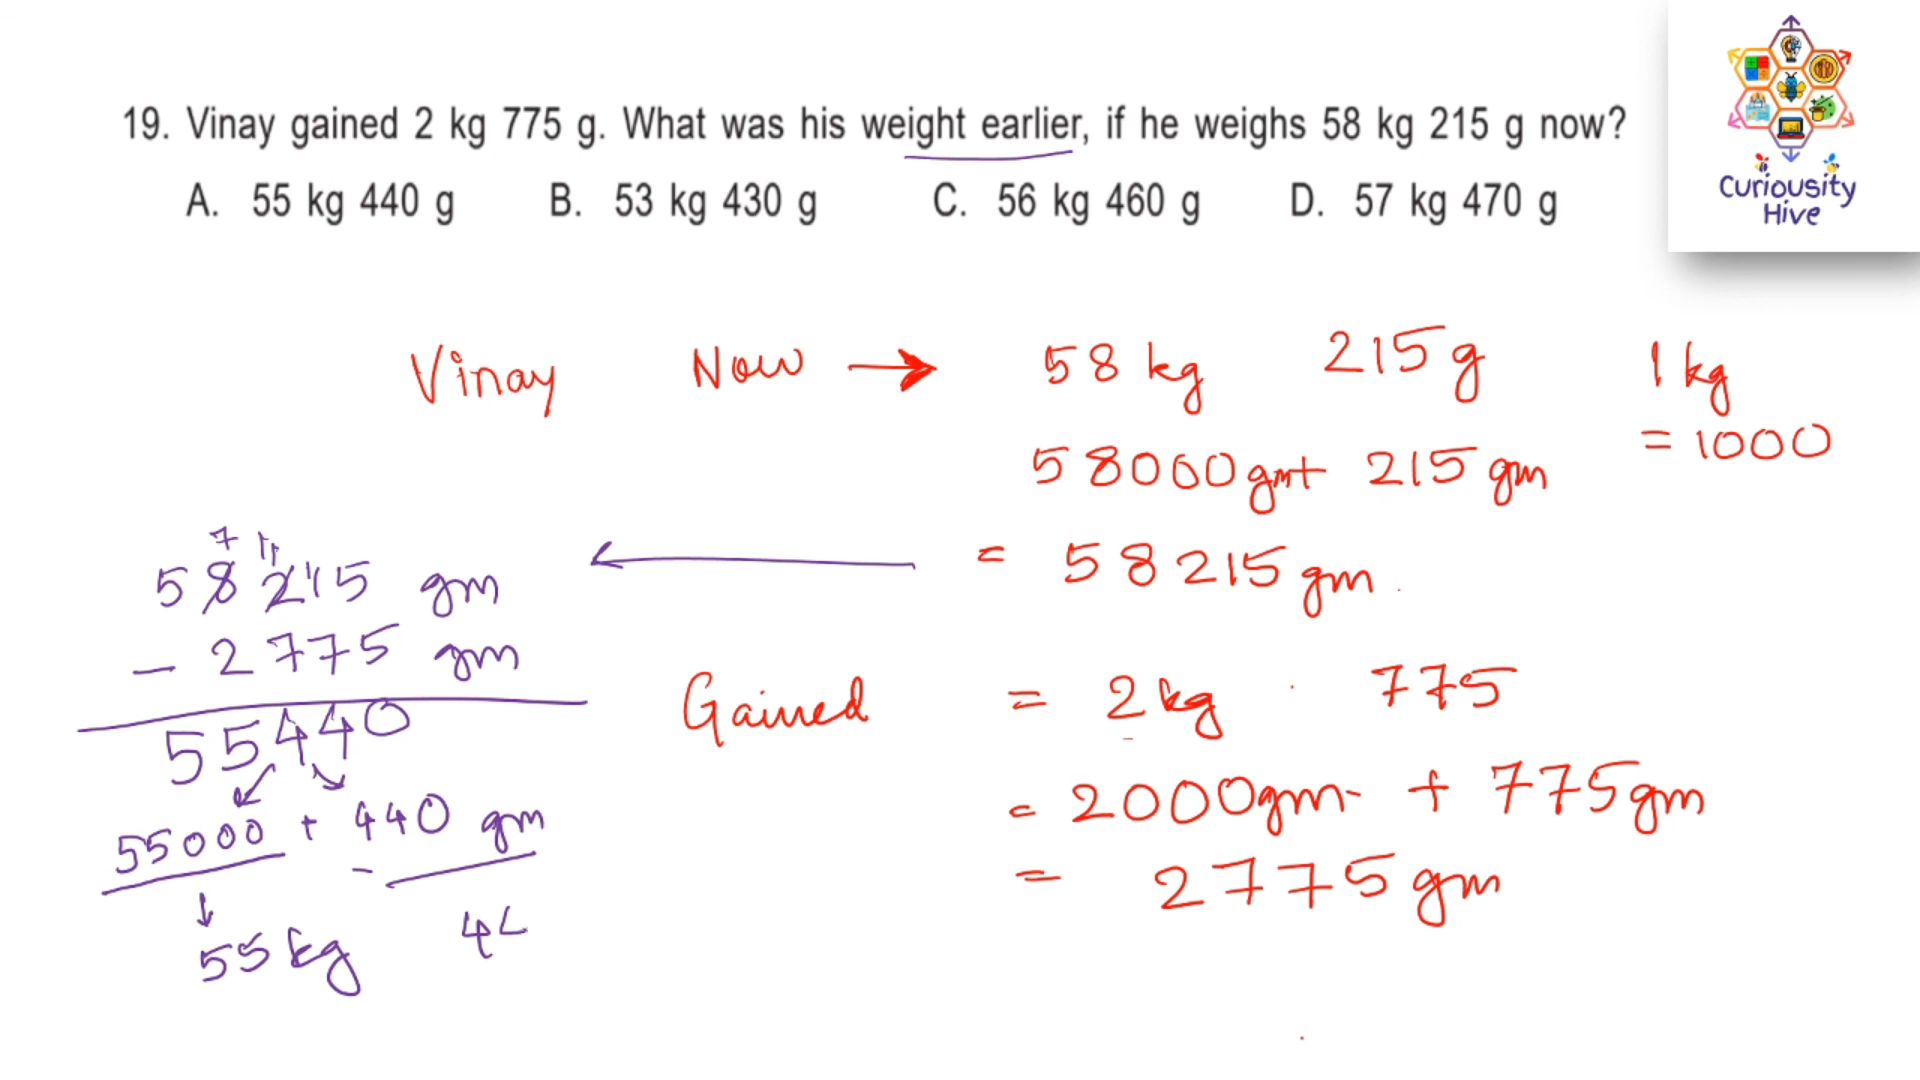 19. Vinay gained 2 kg 775 g. What was his weight earlier, if he weighs 58 kg 215 g now?
A. 55 kg 440 g B. 53 kg 430 g C. 56 kg 460 g D. 57 kg 470 g
Curiousity
Hive
Vinay Now → 58 kg 215 g
1 kg
= 1000
58000 gm + 215 gm
= 58215 gm.
7 11
58215 gm
- 2775 gm
55440
55000 + 440 gm
55 kg 44
Gained = 2 kg 775
= 2000 gm + 775 gm
= 2775 gm